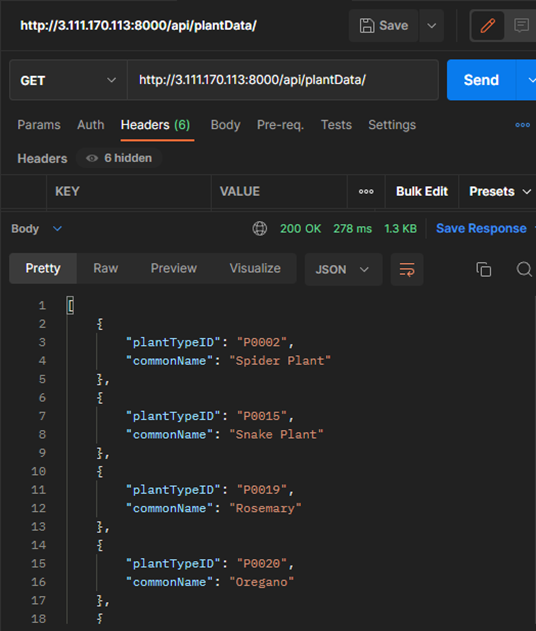 http://3.111.170.113:8000/api/plantData/ Save
GET http://3.111.170.113:8000/api/plantData/ Send
Params Auth Headers (6) Body Pre-req. Tests Settings
Headers 6 hidden
KEY VALUE Bulk Edit Presets
Body 200 OK 278 ms 1.3 KB Save Response
Pretty Raw Preview Visualize JSON
1 [
2 {
3 "plantTypeID": "P0002",
4 "commonName": "Spider Plant"
5 },
6 {
7 "plantTypeID": "P0015",
8 "commonName": "Snake Plant"
9 },
10 {
11 "plantTypeID": "P0019",
12 "commonName": "Rosemary"
13 },
14 {
15 "plantTypeID": "P0020",
16 "commonName": "Oregano"
17 },
18 {